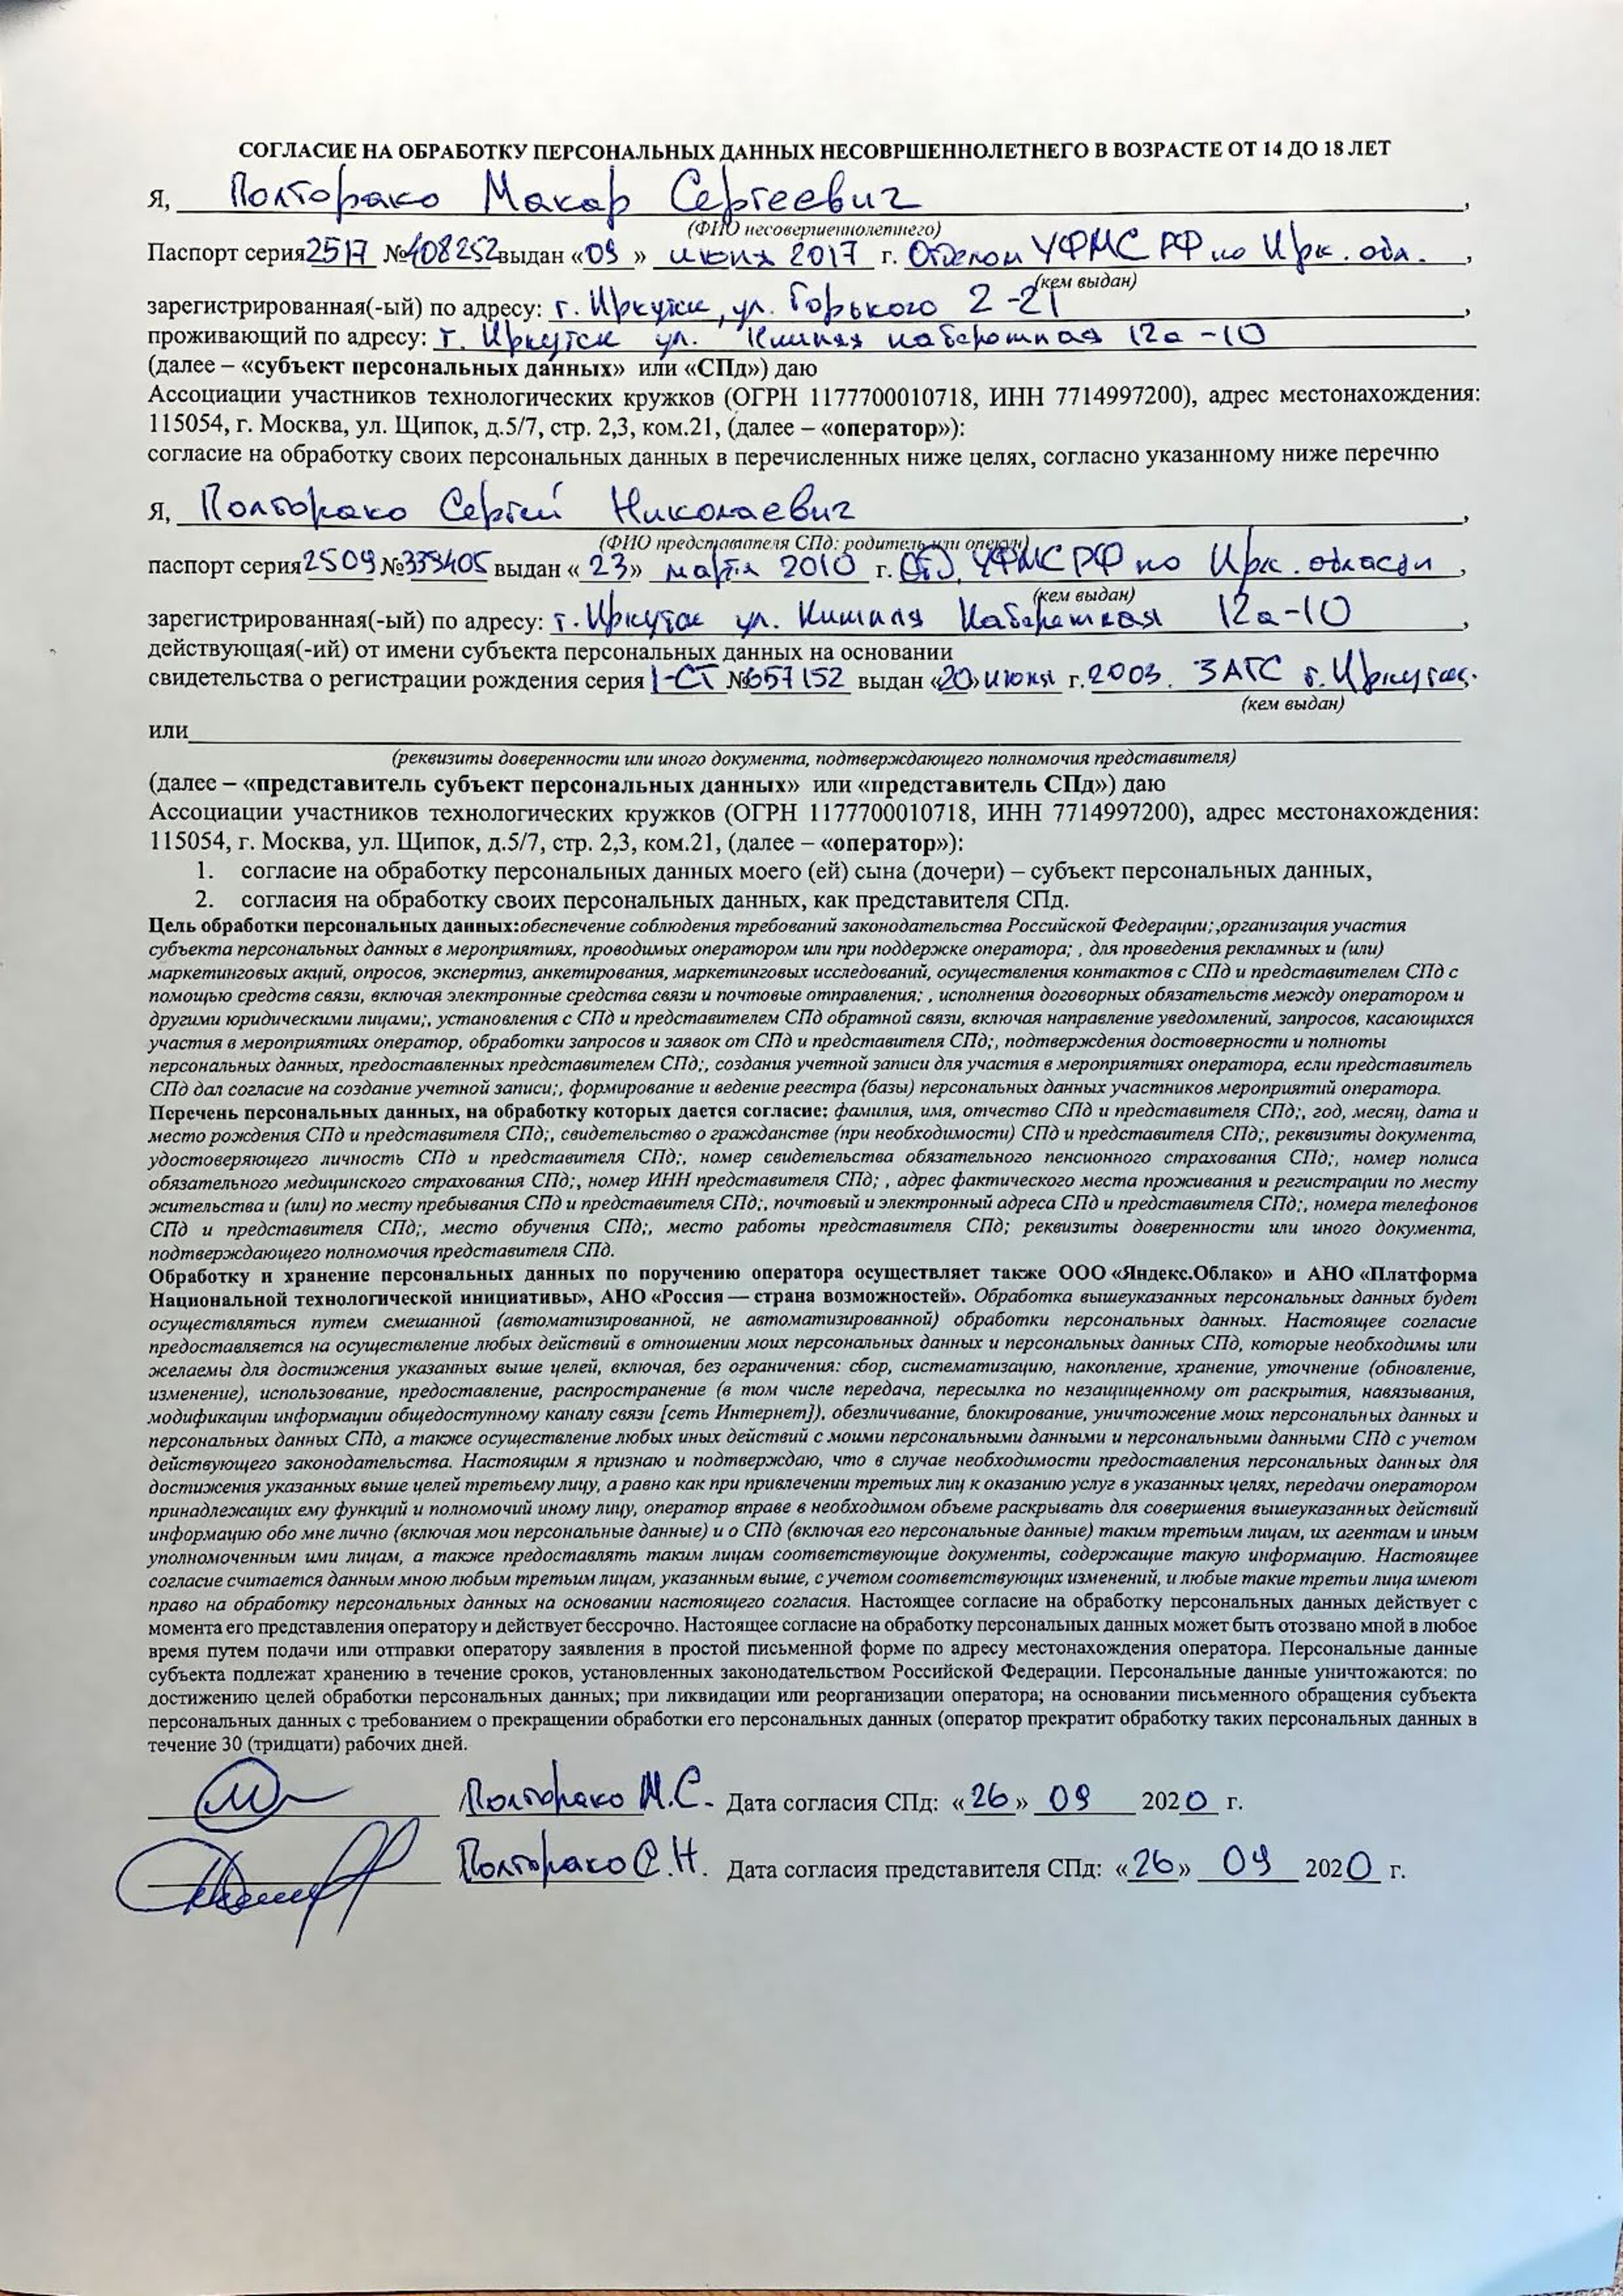 СОГЛАСИЕ НА ОБРАБОТКУ ПЕРСОНАЛЬНЫХ ДАННЫХ НЕСОВРШЕННОЛЕТНЕГО В ВОЗРАСТЕ ОТ 14 ДО 18 ЛЕТ
Я, Полторако Макар Сергеевич,
(ФИО несовершеннолетнего)
Паспорт серия 2517 №408252 выдан «09» июня 2017 г. Отделом УФМС РФ по Ирк. обл.,
(кем выдан)
зарегистрированная(-ый) по адресу: г. Иркутск, ул. Горького 2-21,
проживающий по адресу: г. Иркутск ул. набережная 12а-10
(далее – «субъект персональных данных» или «СПд») даю
Ассоциации участников технологических кружков (ОГРН 1177700010718, ИНН 7714997200), адрес местонахождения:
115054, г. Москва, ул. Щипок, д.5/7, стр. 2,3, ком.21, (далее – «оператор»):
согласие на обработку своих персональных данных в перечисленных ниже целях, согласно указанному ниже перечню
Я, Полторако Сергей Николаевич,
(ФИО представителя СПд: родитель или опекун)
паспорт серия 2509 №339405 выдан «23» марта 2010 г. Отд. УФМС РФ по Ирк. области,
(кем выдан)
зарегистрированная(-ый) по адресу: г. Иркутск ул. Набережная 12а-10,
действующая(-ий) от имени субъекта персональных данных на основании
свидетельства о регистрации рождения серия I-СТ №657152 выдан «20» июня г. 2003. ЗАГС г. Иркутск.
(кем выдан)
или
(реквизиты доверенности или иного документа, подтверждающего полномочия представителя)
(далее – «представитель субъект персональных данных» или «представитель СПд») даю
Ассоциации участников технологических кружков (ОГРН 1177700010718, ИНН 7714997200), адрес местонахождения:
115054, г. Москва, ул. Щипок, д.5/7, стр. 2,3, ком.21, (далее – «оператор»):
1. согласие на обработку персональных данных моего (ей) сына (дочери) – субъект персональных данных,
2. согласия на обработку своих персональных данных, как представителя СПд.
Цель обработки персональных данных:обеспечение соблюдения требований законодательства Российской Федерации;,организация участия
субъекта персональных данных в мероприятиях, проводимых оператором или при поддержке оператора; , для проведения рекламных и (или)
маркетинговых акций, опросов, экспертиз, анкетирования, маркетинговых исследований, осуществления контактов с СПд и представителем СПд с
помощью средств связи, включая электронные средства связи и почтовые отправления; , исполнения договорных обязательств между оператором и
другими юридическими лицами;, установления с СПд и представителем СПд обратной связи, включая направление уведомлений, запросов, касающихся
участия в мероприятиях оператор, обработки запросов и заявок от СПд и представителя СПд;, подтверждения достоверности и полноты
персональных данных, предоставленных представителем СПд;, создания учетной записи для участия в мероприятиях оператора, если представитель
СПд дал согласие на создание учетной записи;, формирование и ведение реестра (базы) персональных данных участников мероприятий оператора.
Перечень персональных данных, на обработку которых дается согласие: фамилия, имя, отчество СПд и представителя СПд;, год, месяц, дата и
место рождения СПд и представителя СПд;, свидетельство о гражданстве (при необходимости) СПд и представителя СПд;, реквизиты документа,
удостоверяющего личность СПд и представителя СПд;, номер свидетельства обязательного пенсионного страхования СПд;, номер полиса
обязательного медицинского страхования СПд;, номер ИНН представителя СПд; , адрес фактического места проживания и регистрации по месту
жительства и (или) по месту пребывания СПд и представителя СПд;, почтовый и электронный адреса СПд и представителя СПд;, номера телефонов
СПд и представителя СПд;, место обучения СПд;, место работы представителя СПд; реквизиты доверенности или иного документа,
подтверждающего полномочия представителя СПд.
Обработку и хранение персональных данных по поручению оператора осуществляет также ООО «Яндекс.Облако» и АНО «Платформа
Национальной технологической инициативы», АНО «Россия — страна возможностей». Обработка вышеуказанных персональных данных будет
осуществляться путем смешанной (автоматизированной, не автоматизированной) обработки персональных данных. Настоящее согласие
предоставляется на осуществление любых действий в отношении моих персональных данных и персональных данных СПд, которые необходимы или
желаемы для достижения указанных выше целей, включая, без ограничения: сбор, систематизацию, накопление, хранение, уточнение (обновление,
изменение), использование, предоставление, распространение (в том числе передача, пересылка по незащищенному от раскрытия, навязывания,
модификации информации общедоступному каналу связи [сеть Интернет]), обезличивание, блокирование, уничтожение моих персональных данных и
персональных данных СПд, а также осуществление любых иных действий с моими персональными данными и персональными данными СПд с учетом
действующего законодательства. Настоящим я признаю и подтверждаю, что в случае необходимости предоставления персональных данных для
достижения указанных выше целей третьему лицу, а равно как при привлечении третьих лиц к оказанию услуг в указанных целях, передачи оператором
принадлежащих ему функций и полномочий иному лицу, оператор вправе в необходимом объеме раскрывать для совершения вышеуказанных действий
информацию обо мне лично (включая мои персональные данные) и о СПд (включая его персональные данные) таким третьим лицам, их агентам и иным
уполномоченным ими лицам, а также предоставлять таким лицам соответствующие документы, содержащие такую информацию. Настоящее
согласие считается данным мною любым третьим лицам, указанным выше, с учетом соответствующих изменений, и любые такие третьи лица имеют
право на обработку персональных данных на основании настоящего согласия. Настоящее согласие на обработку персональных данных действует с
момента его представления оператору и действует бессрочно. Настоящее согласие на обработку персональных данных может быть отозвано мной в любое
время путем подачи или отправки оператору заявления в простой письменной форме по адресу местонахождения оператора. Персональные данные
субъекта подлежат хранению в течение сроков, установленных законодательством Российской Федерации. Персональные данные уничтожаются: по
достижению целей обработки персональных данных; при ликвидации или реорганизации оператора; на основании письменного обращения субъекта
персональных данных с требованием о прекращении обработки его персональных данных (оператор прекратит обработку таких персональных данных в
течение 30 (тридцати) рабочих дней.
/Полторако М.С. Дата согласия СПд: «26» 09 2020 г.
Полторако С.Н. Дата согласия представителя СПд: «26» 09 2020 г.